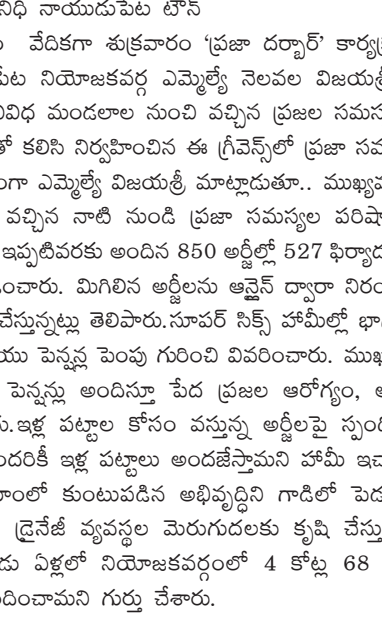 నిధి నాయుడుపేట టౌన్
వేదికగా శుక్రవారం ‘ప్రజా దర్బార్’ కార్యక్ర
పేట నియోజకవర్గ ఎమ్మెల్యే నెలవల విజయశ్రీ
వివిధ మండలాల నుంచి వచ్చిన ప్రజల సమస
తో కలిసి నిర్వహించిన ఈ గ్రీవెన్స్‌లో ప్రజా సమ
ంగా ఎమ్మెల్యే విజయశ్రీ మాట్లాడుతూ.. ముఖ్యమ
వచ్చిన నాటి నుండి ప్రజా సమస్యల పరిష్కా
ఇప్పటివరకు అందిన 850 అర్జీల్లో 527 ఫిర్యాద
ంచారు. మిగిలిన అర్జీలను ఆన్లైన్ ద్వారా నిరం
చేస్తున్నట్లు తెలిపారు.సూపర్ సిక్స్ హామీల్లో భా
యు పెన్షన్ల పెంపు గురించి వివరించారు. ముఖ
పెన్షన్లు అందిస్తూ పేద ప్రజల ఆరోగ్యం, అ
రు.ఇళ్ల పట్టాల కోసం వస్తున్న అర్జీలపై స్పంది
ందరికీ ఇళ్ల పట్టాలు అందజేస్తామని హామీ ఇచ
ాంలో కుంటుపడిన అభివృద్ధిని గాడిలో పెడ
డ్రైనేజీ వ్యవస్థల మెరుగుదలకు కృషి చేస్తు
డు ఏళ్లలో నియోజకవర్గంలో 4 కోట్ల 68
దించామని గుర్తు చేశారు.